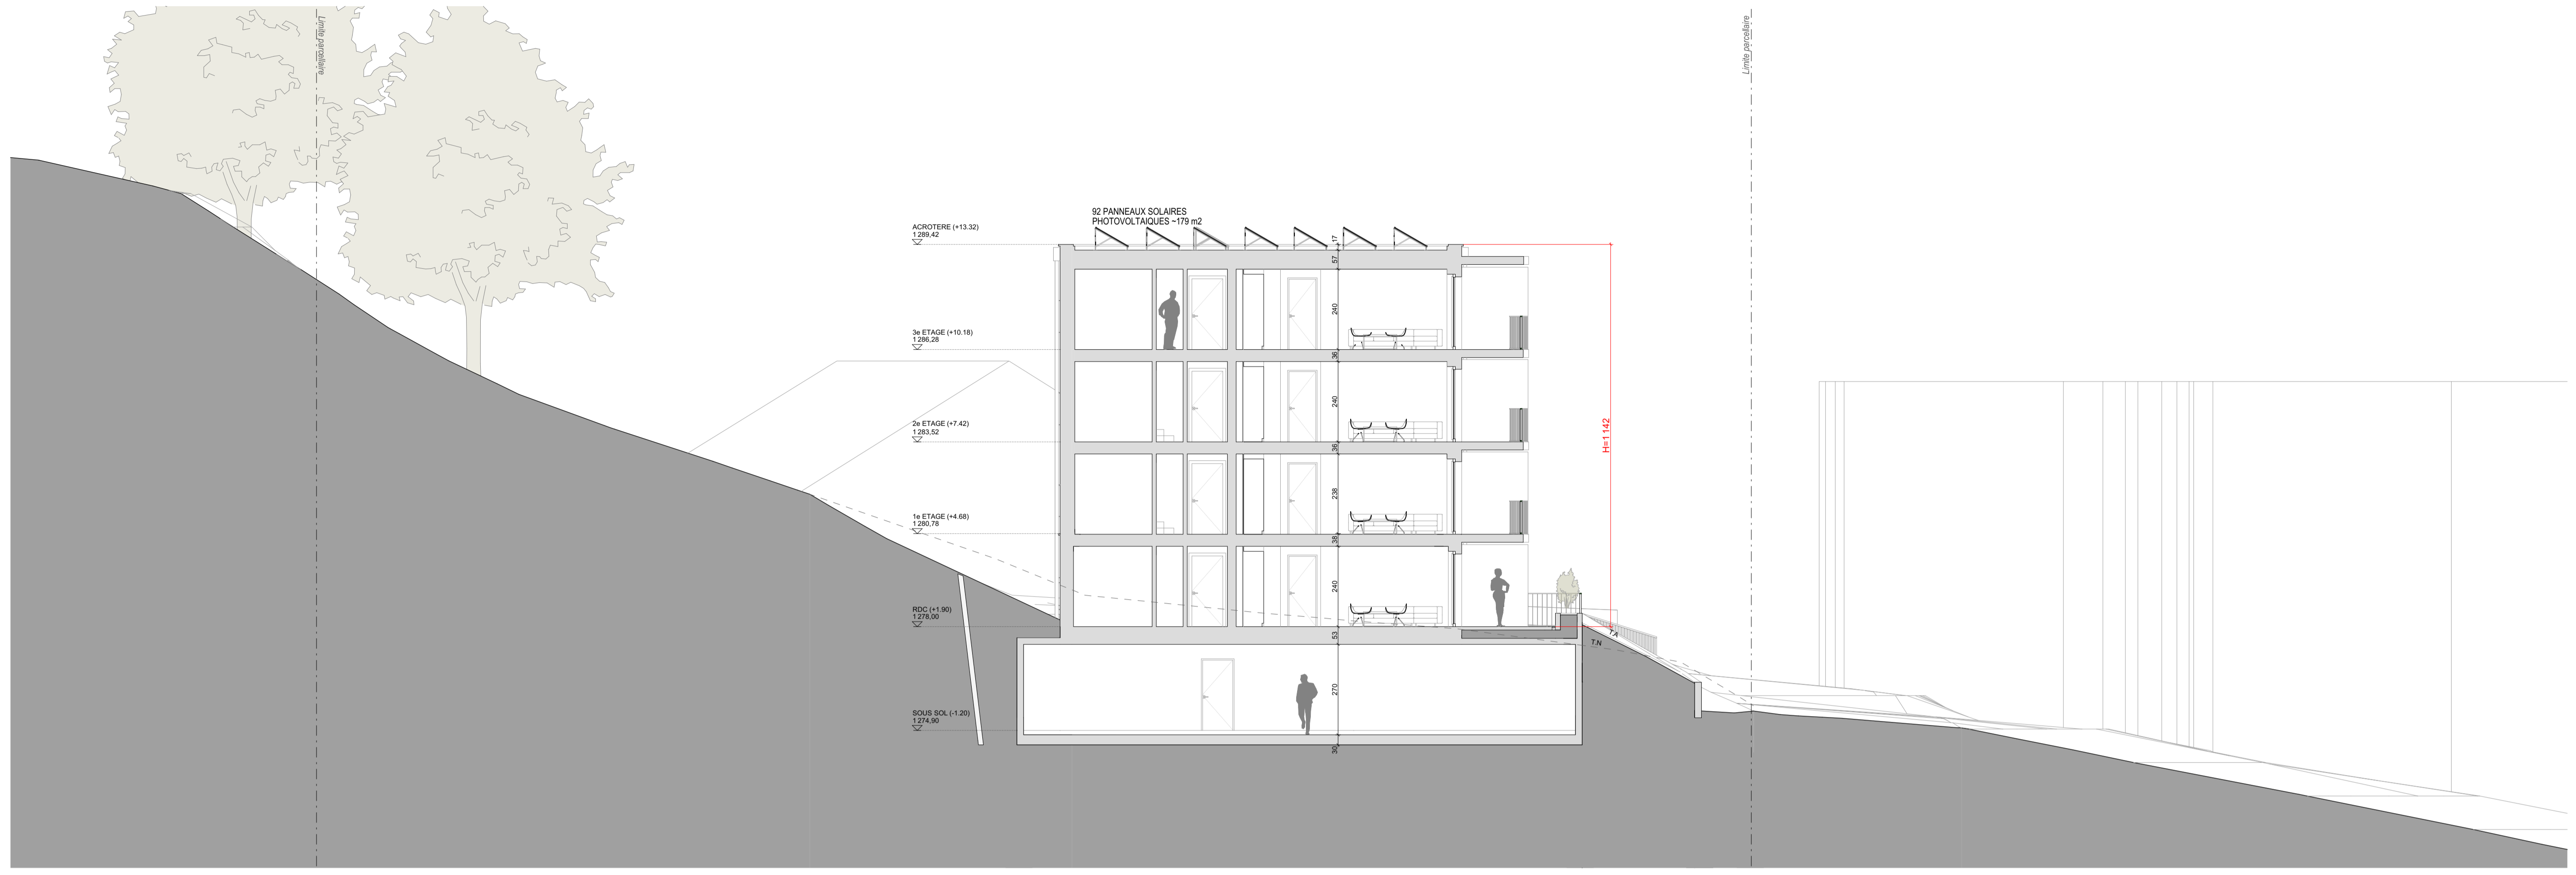 Limite parcellaire
Limite parcellaire
92 PANNEAUX SOLAIRES
PHOTOVOLTAIQUES ~179 m2
ACROTERE (+13.32)
1 289,42
17
57
240
3e ETAGE (+10.18)
1 286,28
36
240
H=1 142
2e ETAGE (+7.42)
1 283,52
36
238
1e ETAGE (+4.68)
1 280,78
38
240
RDC (+1.90)
1 278,00
53
T.A
T.N
270
SOUS SOL (-1.20)
1 274,90
30